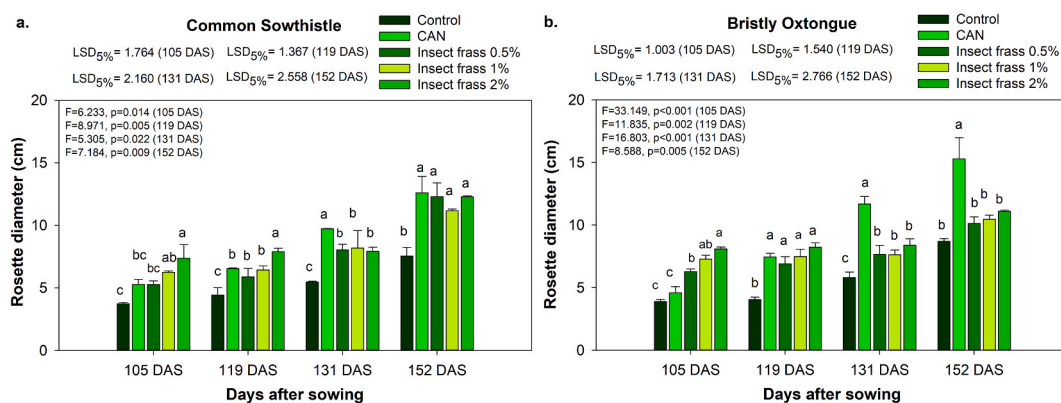 a.
Common Sowthistle
LSD5%= 1.764 (105 DAS) LSD5%= 1.367 (119 DAS)
LSD5%= 2.160 (131 DAS) LSD5%= 2.558 (152 DAS)
Control
CAN
Insect frass 0.5%
Insect frass 1%
Insect frass 2%
F=6.233, p=0.014 (105 DAS)
F=8.971, p=0.005 (119 DAS)
F=5.305, p=0.022 (131 DAS)
F=7.184, p=0.009 (152 DAS)
Rosette diameter (cm)
20
15
10
5
0
c bc bc ab a
c b b b a
c a b b b
b a a a a
105 DAS 119 DAS 131 DAS 152 DAS
Days after sowing
b.
Bristly Oxtongue
LSD5%= 1.003 (105 DAS) LSD5%= 1.540 (119 DAS)
LSD5%= 1.713 (131 DAS) LSD5%= 2.766 (152 DAS)
Control
CAN
Insect frass 0.5%
Insect frass 1%
Insect frass 2%
F=33.149, p<0.001 (105 DAS)
F=11.835, p=0.002 (119 DAS)
F=16.803, p<0.001 (131 DAS)
F=8.588, p=0.005 (152 DAS)
Rosette diameter (cm)
20
15
10
5
0
c c b ab a
b a a a a
c a b b b
b a b b b
105 DAS 119 DAS 131 DAS 152 DAS
Days after sowing